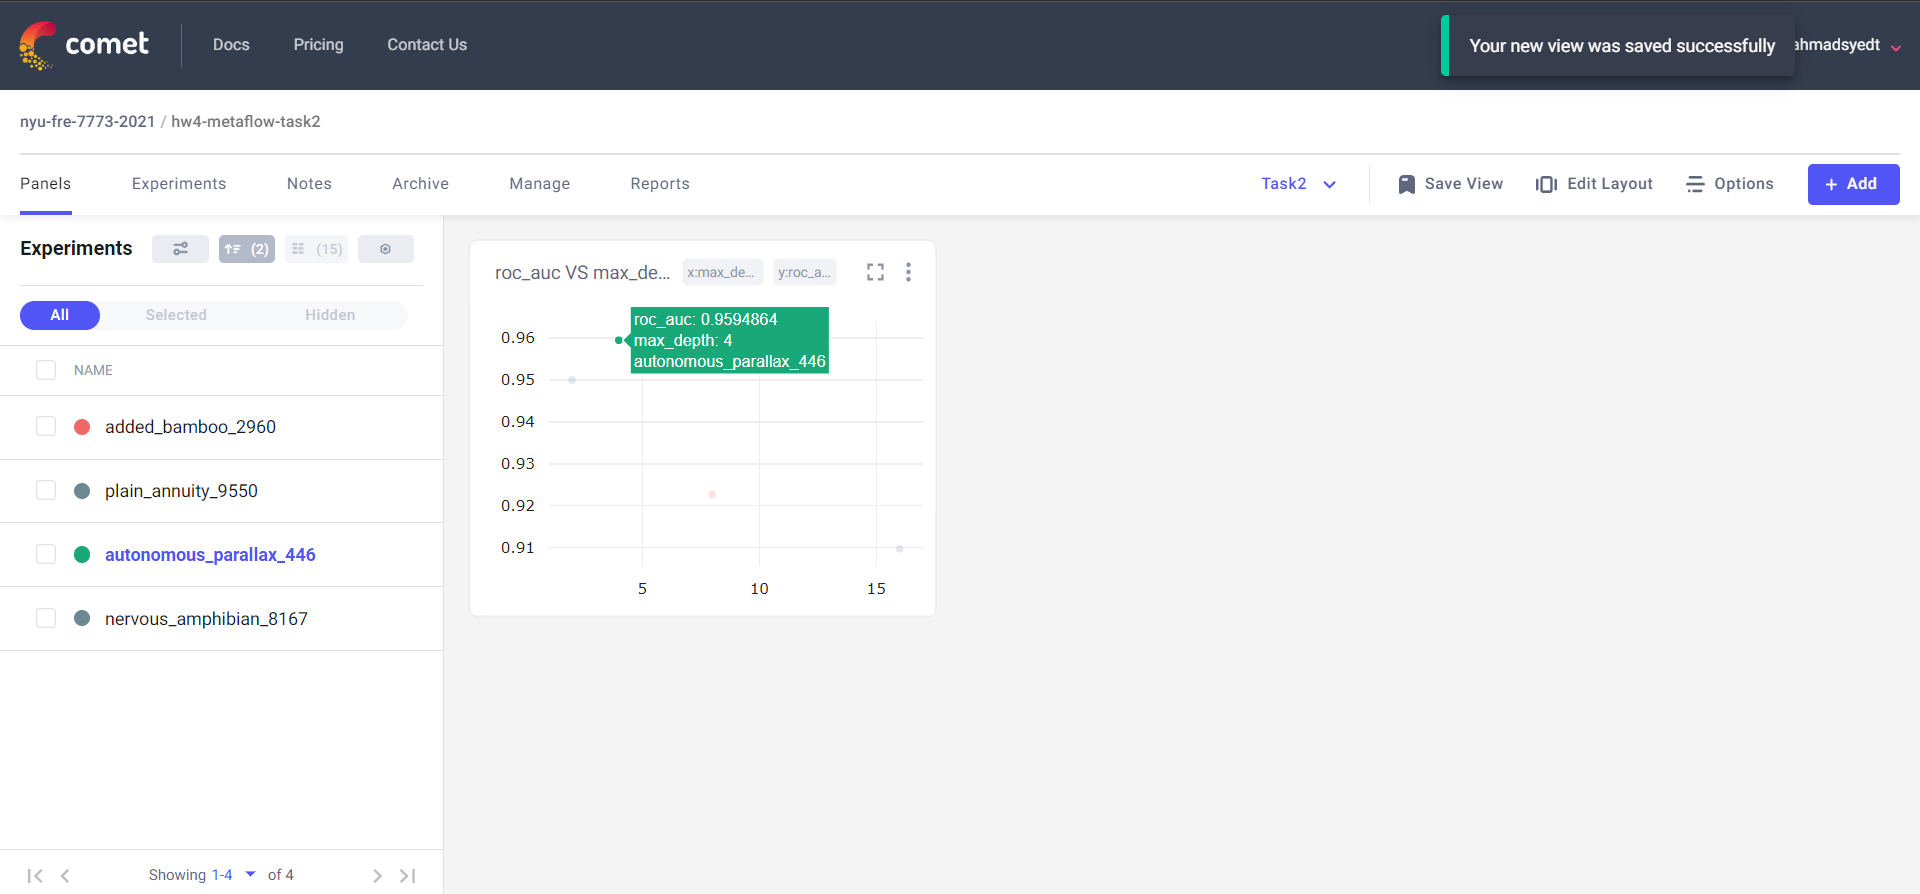 comet
Docs
Pricing
Contact Us
Your new view was saved successfully
ahmadsyedt
nyu-fre-7773-2021 / hw4-metaflow-task2
Panels
Experiments
Notes
Archive
Manage
Reports
Task2
Save View
Edit Layout
Options
+ Add
Experiments
(2)
(15)
All
Selected
Hidden
NAME
added_bamboo_2960
plain_annuity_9550
autonomous_parallax_446
nervous_amphibian_8167
Showing 1-4 of 4
roc_auc VS max_de...
x:max_de...
y:roc_a...
roc_auc: 0.9594864
max_depth: 4
autonomous_parallax_446
0.96
0.95
0.94
0.93
0.92
0.91
5
10
15